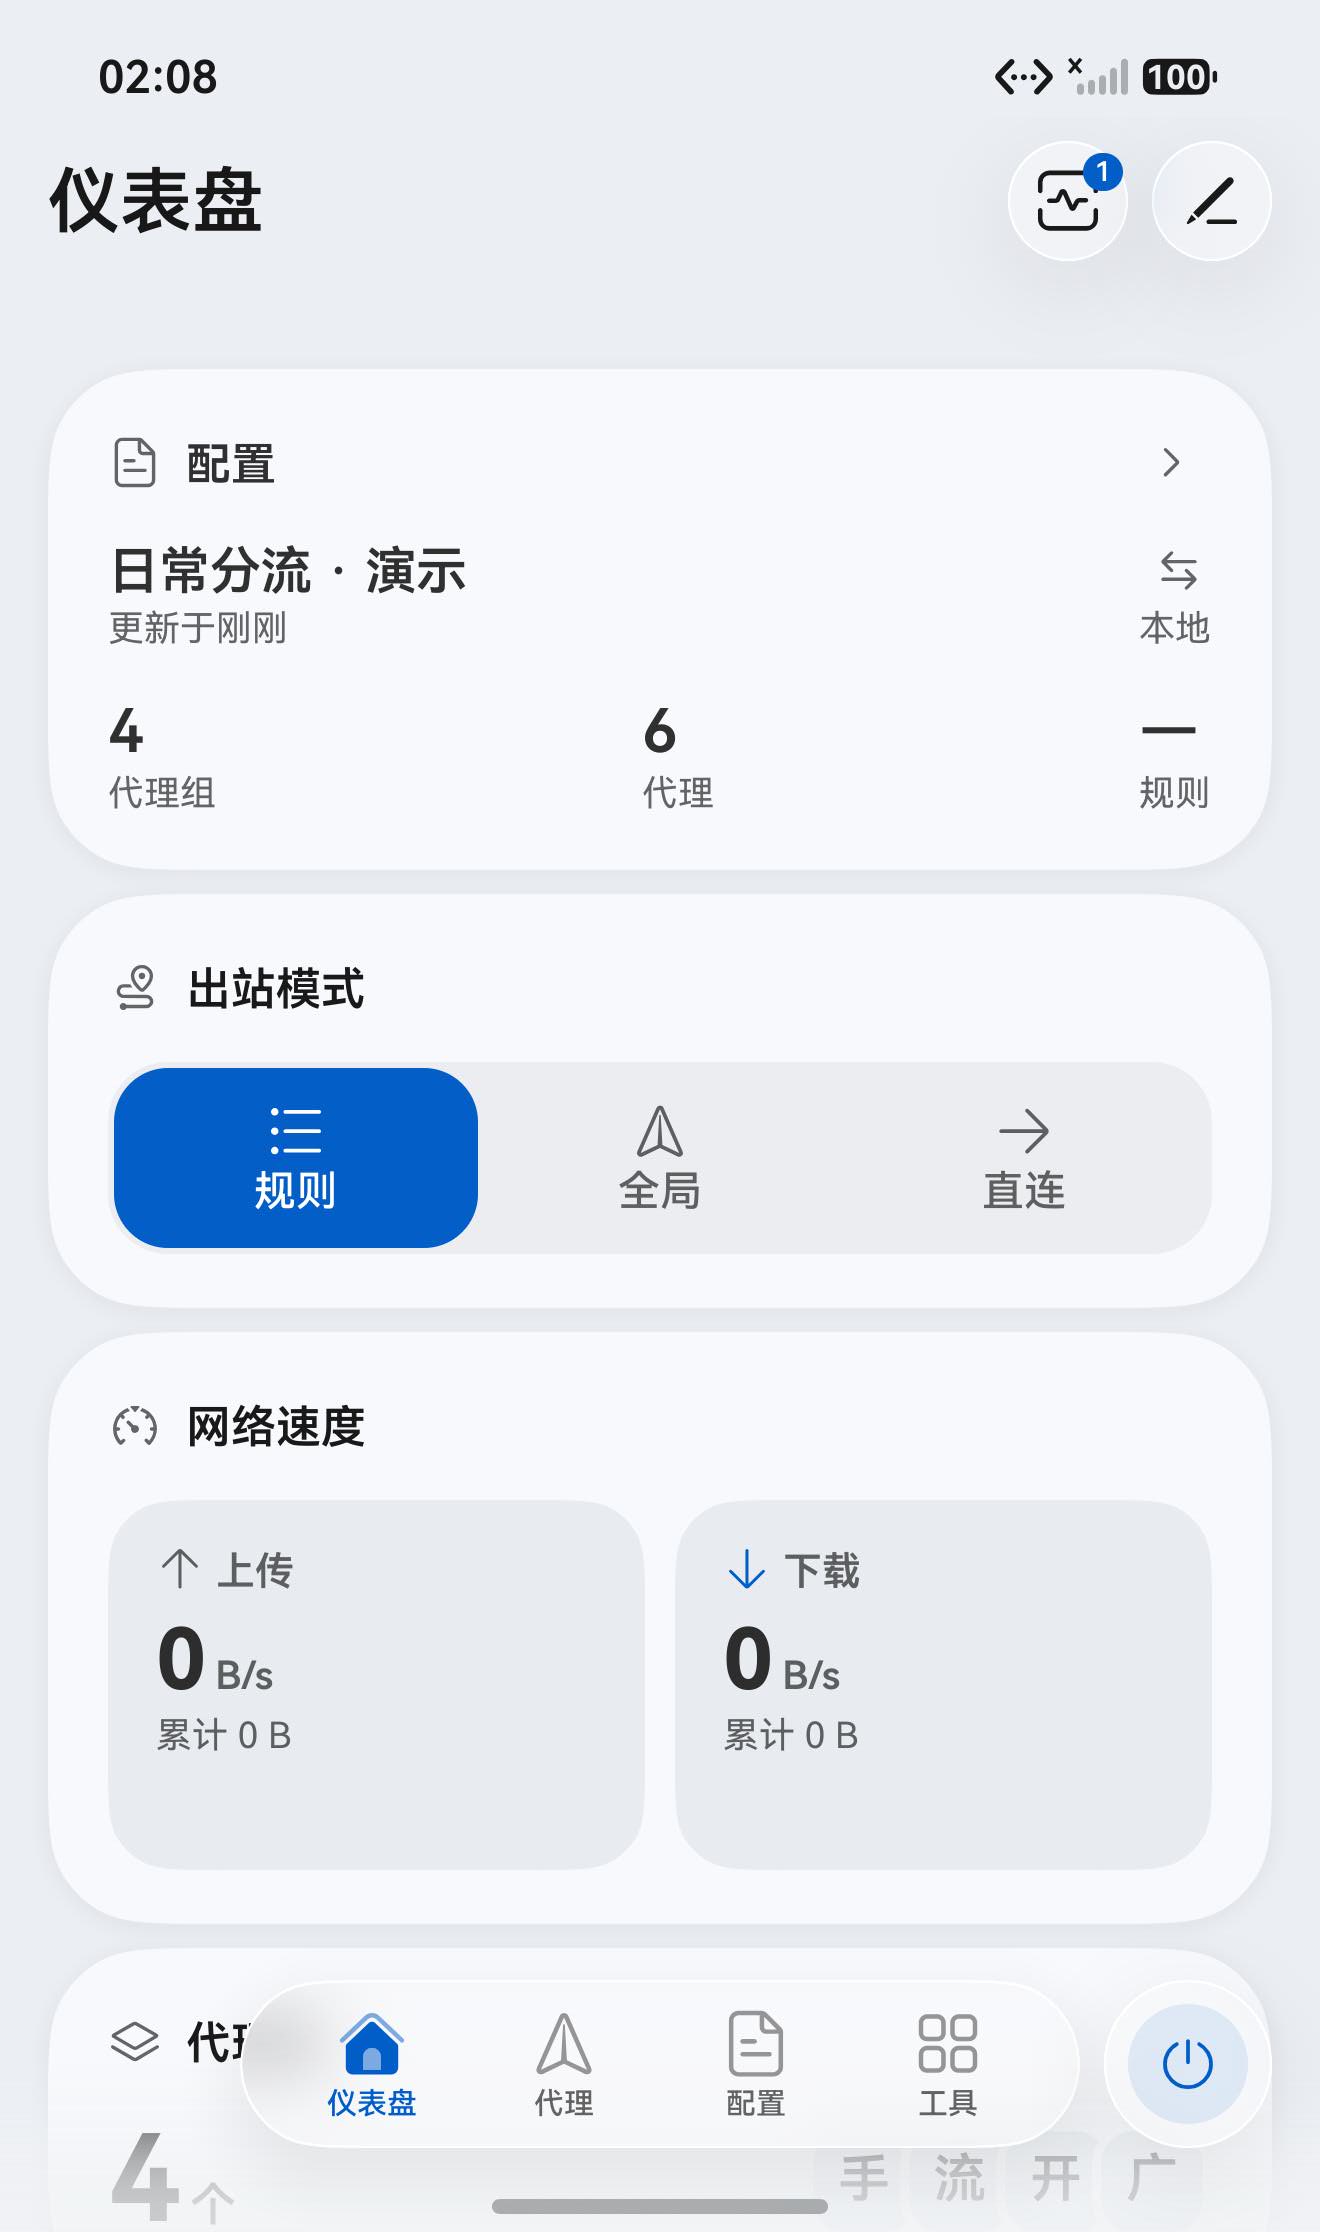 02:08
100
仪表盘
1
配置
日常分流 · 演示
更新于刚刚
本地
4
6
—
代理组
代理
规则
出站模式
规则
全局
直连
网络速度
上传
0 B/s
累计 0 B
下载
0 B/s
累计 0 B
代理
仪表盘
代理
配置
工具
4 个
手
流
开
广